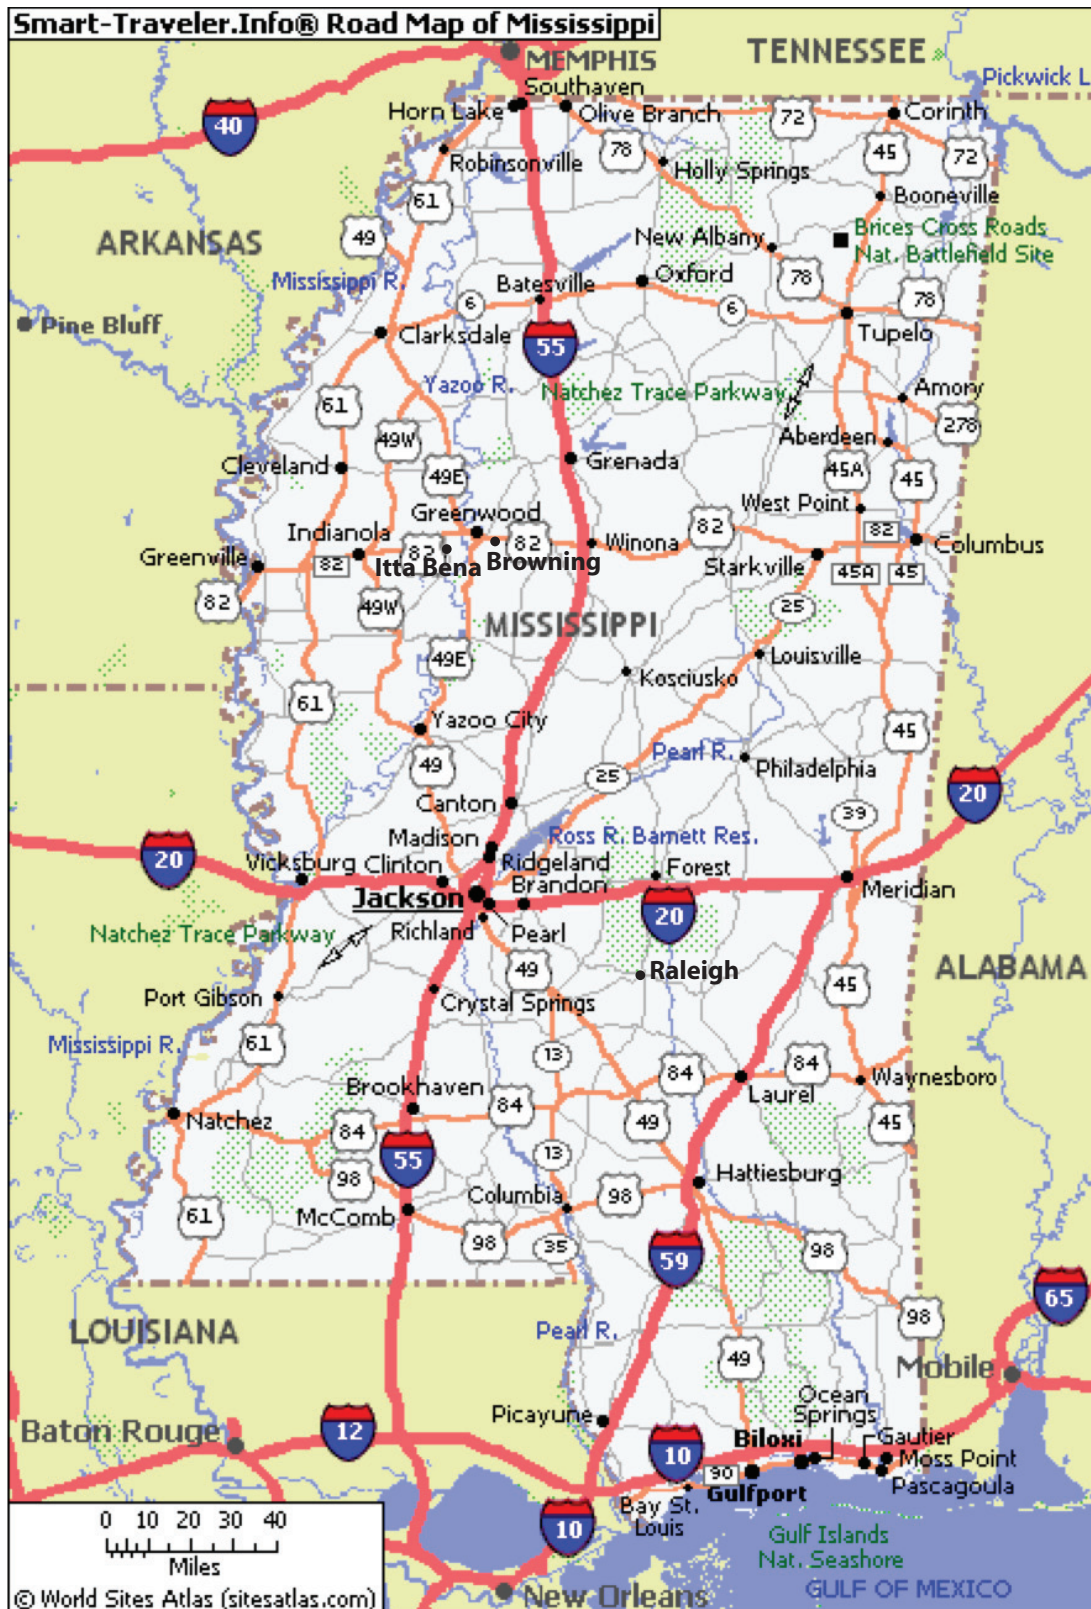 Smart-Traveler.Info® Road Map of Mississippi
MEMPHIS
TENNESSEE
Pickwick L
Southaven
Horn Lake
Olive Branch
72
Corinth
40
78
45
72
Robinsonville
Holly Springs
61
Booneville
ARKANSAS
49
New Albany
Brices Cross Roads
Nat. Battlefield Site
Mississippi R.
Oxford
78
78
Batesville
6
6
Pine Bluff
Clarksdale
Tupelo
55
Yazoo R.
Natchez Trace Parkway
Amory
61
278
49W
Aberdeen
Cleveland
49E
Grenada
45A
45
West Point
Greenwood
Indianola
82
82
Greenville
82
82
82
Winona
Columbus
Itta Bena
Browning
Starkville
45A
45
82
49W
25
MISSISSIPPI
49E
Louisville
Kosciusko
61
Yazoo City
45
Pearl R.
49
25
Philadelphia
20
Canton
39
Madison
Ross R. Barnett Res.
20
Vicksburg
Clinton
Ridgeland
Forest
Jackson
Brandon
Meridian
20
Natchez Trace Parkway
Richland
Pearl
49
Raleigh
ALABAMA
45
Port Gibson
Crystal Springs
Mississippi R.
61
13
84
84
Waynesboro
Brookhaven
84
Laurel
Natchez
84
49
45
55
13
98
Hattiesburg
Columbia
98
61
McComb
98
35
98
59
65
98
LOUISIANA
Pearl R.
49
Mobile
Ocean
Springs
Picayune
12
Baton Rouge
10
Biloxi
Gautier
Moss Point
90
Gulfport
Pascagoula
Bay St.
Louis
0 10 20 30 40
10
Gulf Islands
Nat. Seashore
Miles
New Orleans
GULF OF MEXICO
© World Sites Atlas (sitesatlas.com)